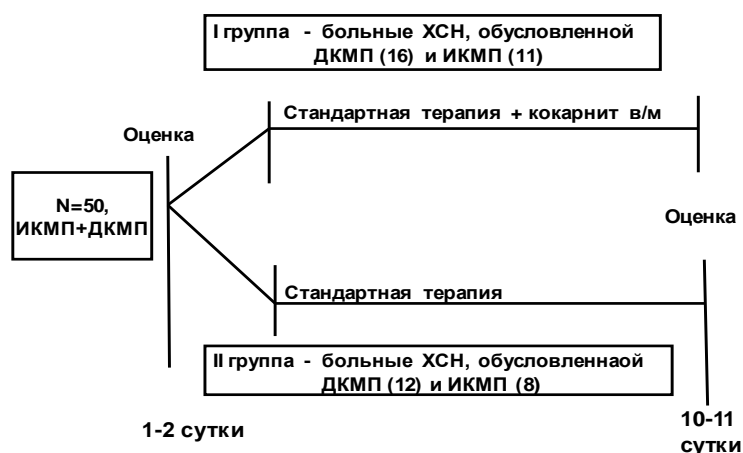 I группа - больные ХСН, обусловленной
ДКМП (16) и ИКМП (11)
Стандартная терапия + кокарнит в/м
Оценка
N=50,
ИКМП+ДКМП
Оценка
Стандартная терапия
II группа - больные ХСН, обусловленнаой
ДКМП (12) и ИКМП (8)
1-2 сутки
10-11
сутки